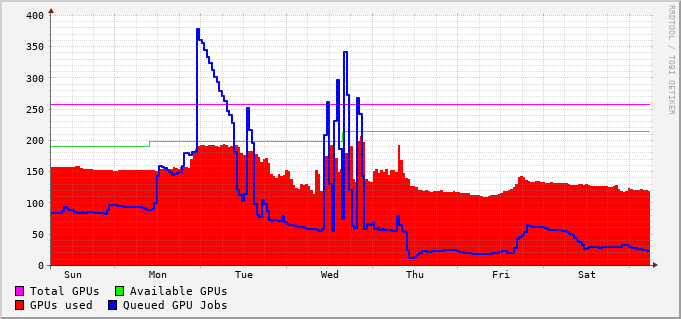 400
350
300
250
200
150
100
50
0
Sun Mon Tue Wed Thu Fri Sat
Total GPUs Available GPUs
GPUs used Queued GPU Jobs
RRDTOOL / TOBI OETIKER